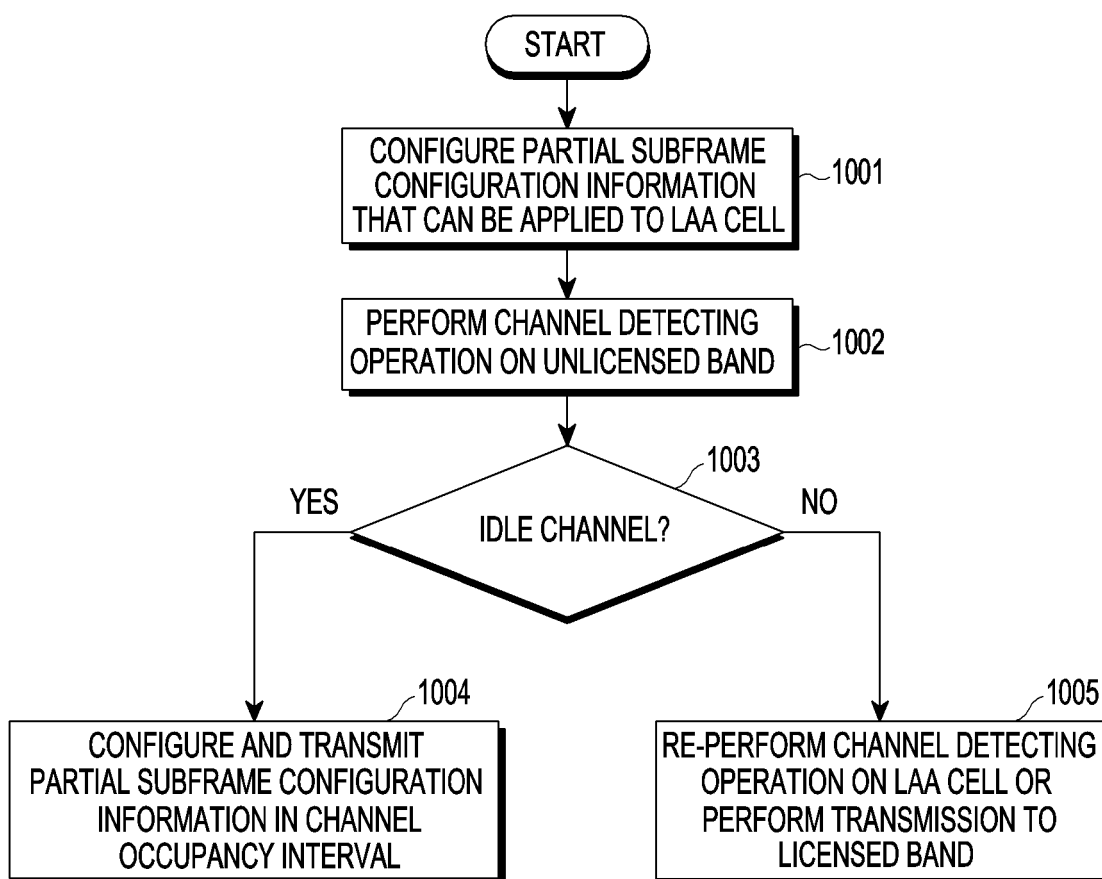 START
CONFIGURE PARTIAL SUBFRAME
CONFIGURATION INFORMATION
THAT CAN BE APPLIED TO LAA CELL
1001
PERFORM CHANNEL DETECTING
OPERATION ON UNLICENSED BAND
1002
1003
YES
IDLE CHANNEL?
NO
1004
CONFIGURE AND TRANSMIT
PARTIAL SUBFRAME CONFIGURATION
INFORMATION IN CHANNEL
OCCUPANCY INTERVAL
1005
RE-PERFORM CHANNEL DETECTING
OPERATION ON LAA CELL OR
PERFORM TRANSMISSION TO
LICENSED BAND